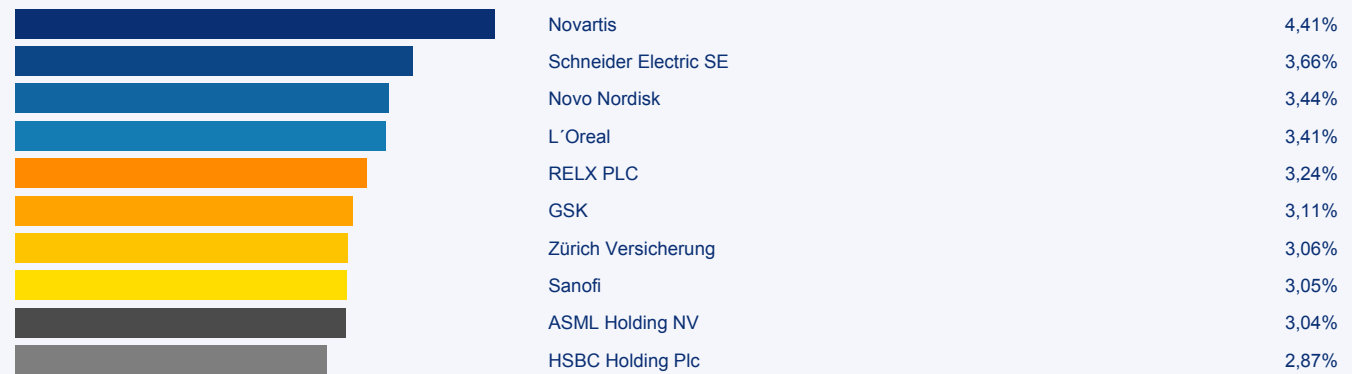 Novartis 4,41%
Schneider Electric SE 3,66%
Novo Nordisk 3,44%
L´Oreal 3,41%
RELX PLC 3,24%
GSK 3,11%
Zürich Versicherung 3,06%
Sanofi 3,05%
ASML Holding NV 3,04%
HSBC Holding Plc 2,87%